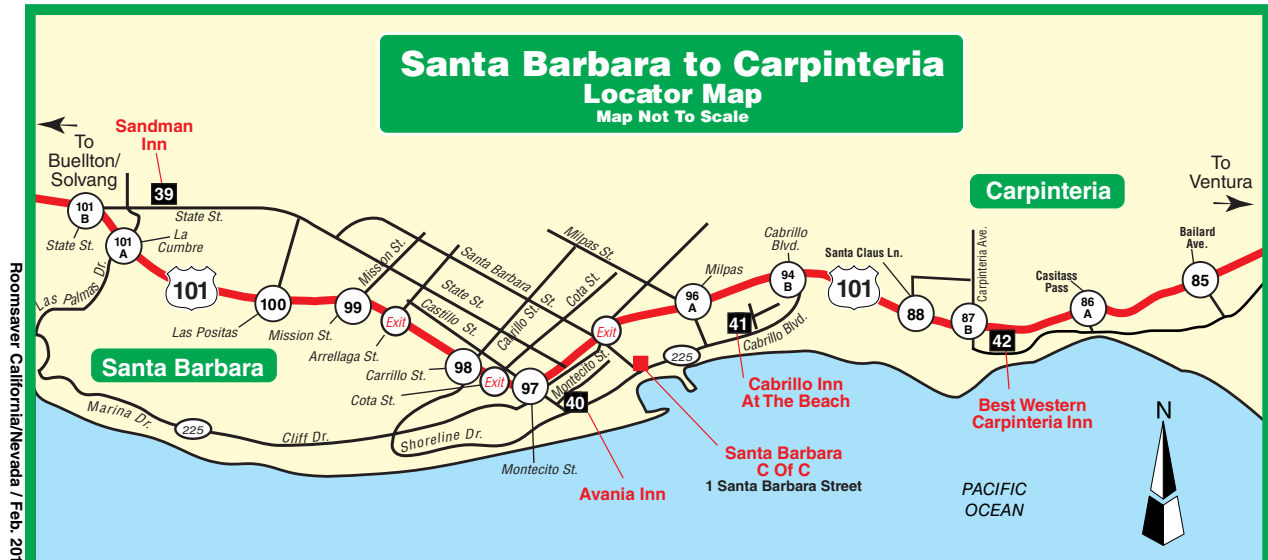 Santa Barbara to Carpinteria
Locator Map
Map Not To Scale
To
Buellton/
Solvang
Sandman
Inn
39
State St.
101
B
State St.
101
A
La
Cumbre
Las Palmas Dr.
101
100
Las Positas
99
Mission St.
Mission St.
Exit
Arrellaga St.
Santa Barbara St.
State St.
Castillo St.
Cabrillo St.
Cota St.
Milpas St.
98
Carrillo St.
Exit
Cota St.
97
Montecito St.
Montecito St.
Exit
40
Avania Inn
Santa Barbara
Marina Dr.
225
Cliff Dr.
Shoreline Dr.
96
A
Milpas
225
Cabrillo Blvd.
41
Cabrillo Inn
At The Beach
Santa Barbara
C Of C
1 Santa Barbara Street
Cabrillo
Blvd.
94
B
101
Santa Claus Ln.
88
Carpinteria
Carpinteria Ave.
87
B
42
Best Western
Carpinteria Inn
Casitass
Pass
86
A
Bailard
Ave.
85
To
Ventura
PACIFIC
OCEAN
N
Roomsaver California/Nevada / Feb. 201